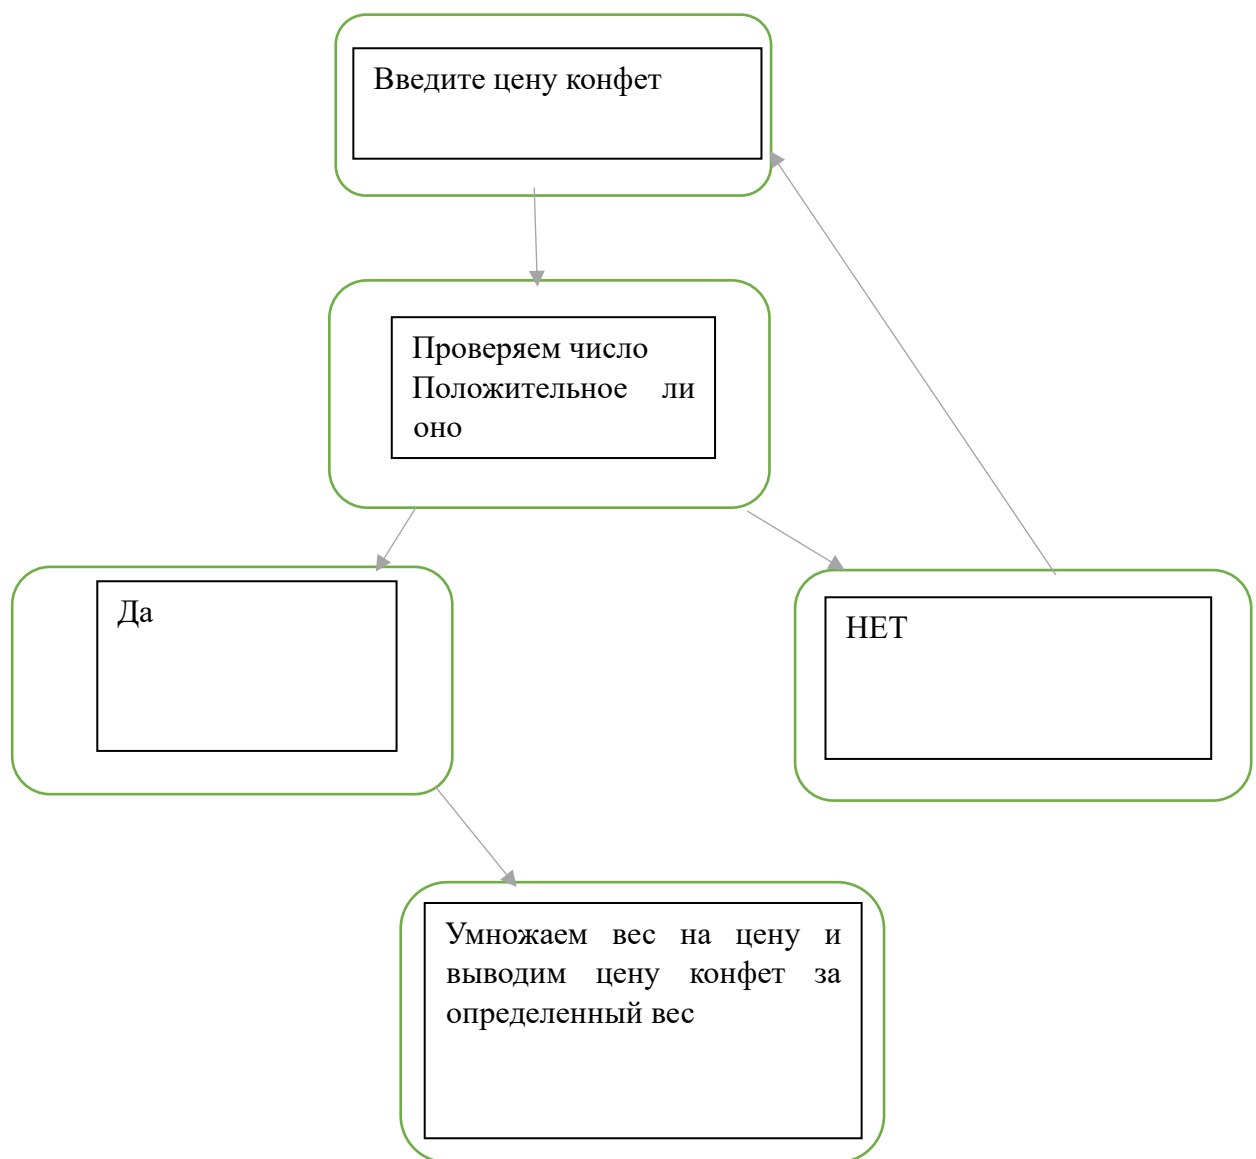 Введите цену конфет
Проверяем число
Положительное ли
оно
Да
НЕТ
Умножаем вес на цену и
выводим цену конфет за
определенный вес